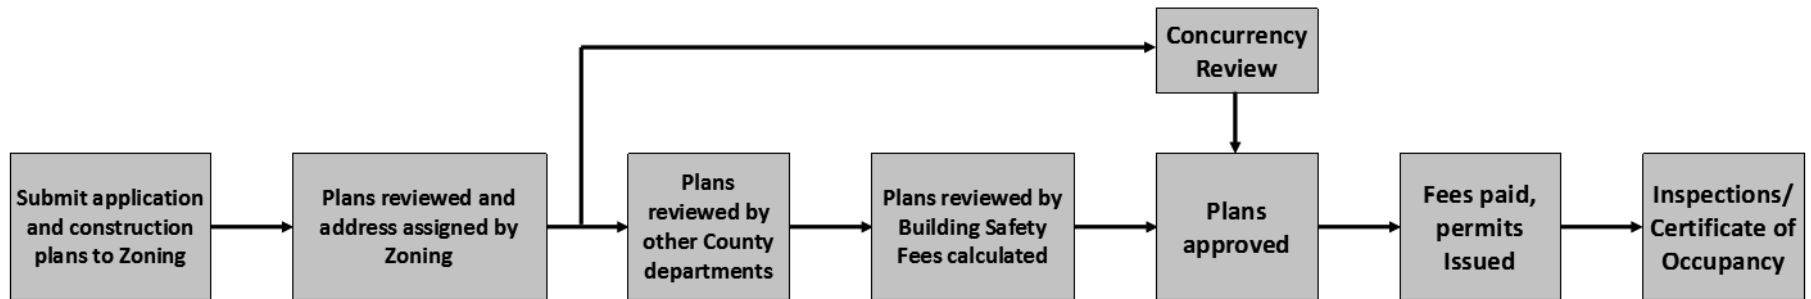 Concurrency
Review
Submit application
and construction
plans to Zoning
Plans reviewed and
address assigned by
Zoning
Plans
reviewed by
other County
departments
Plans reviewed by
Building Safety
Fees calculated
Plans
approved
Fees paid,
permits
Issued
Inspections/
Certificate of
Occupancy